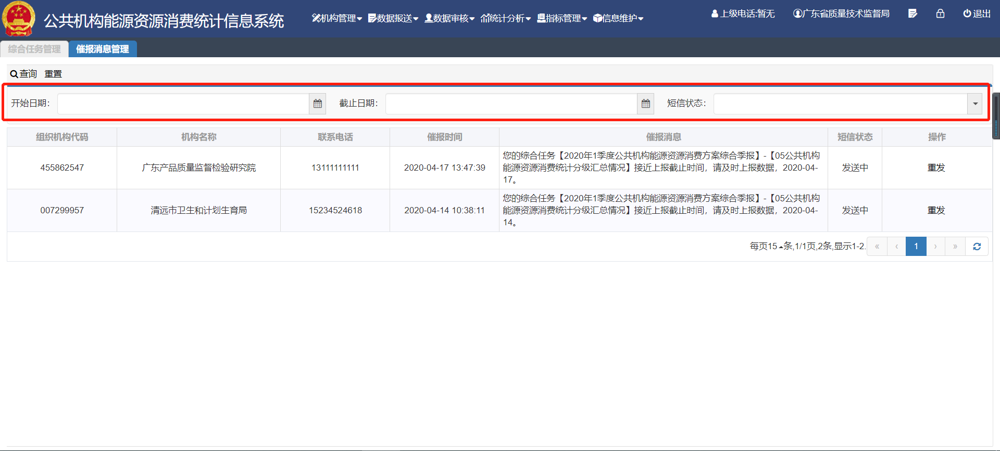 公共机构能源资源消费统计信息系统
机构管理 数据报送 数据审核 统计分析 指标管理 信息维护
上级电话:暂无 广东省质量技术监督局 退出
综合任务管理 催报消息管理
查询 重置
开始日期： 截止日期： 短信状态：
组织机构代码 机构名称 联系电话 催报时间 催报消息 短信状态 操作
455862547 广东产品质量监督检验研究院 13111111111 2020-04-17 13:47:39 您的综合任务【2020年1季度公共机构能源资源消费方案综合季报】-【05公共机构
能源资源消费统计分级汇总情况】接近上报截止时间，请及时上报数据，2020-04-
17。 发送中 重发
007299957 清远市卫生和计划生育局 15234524618 2020-04-14 10:38:11 您的综合任务【2020年1季度公共机构能源资源消费方案综合季报】-【05公共机构
能源资源消费统计分级汇总情况】接近上报截止时间，请及时上报数据，2020-04-
14。 发送中 重发
每页15条,1/1页,2条,显示1-2. « ‹ 1 › »